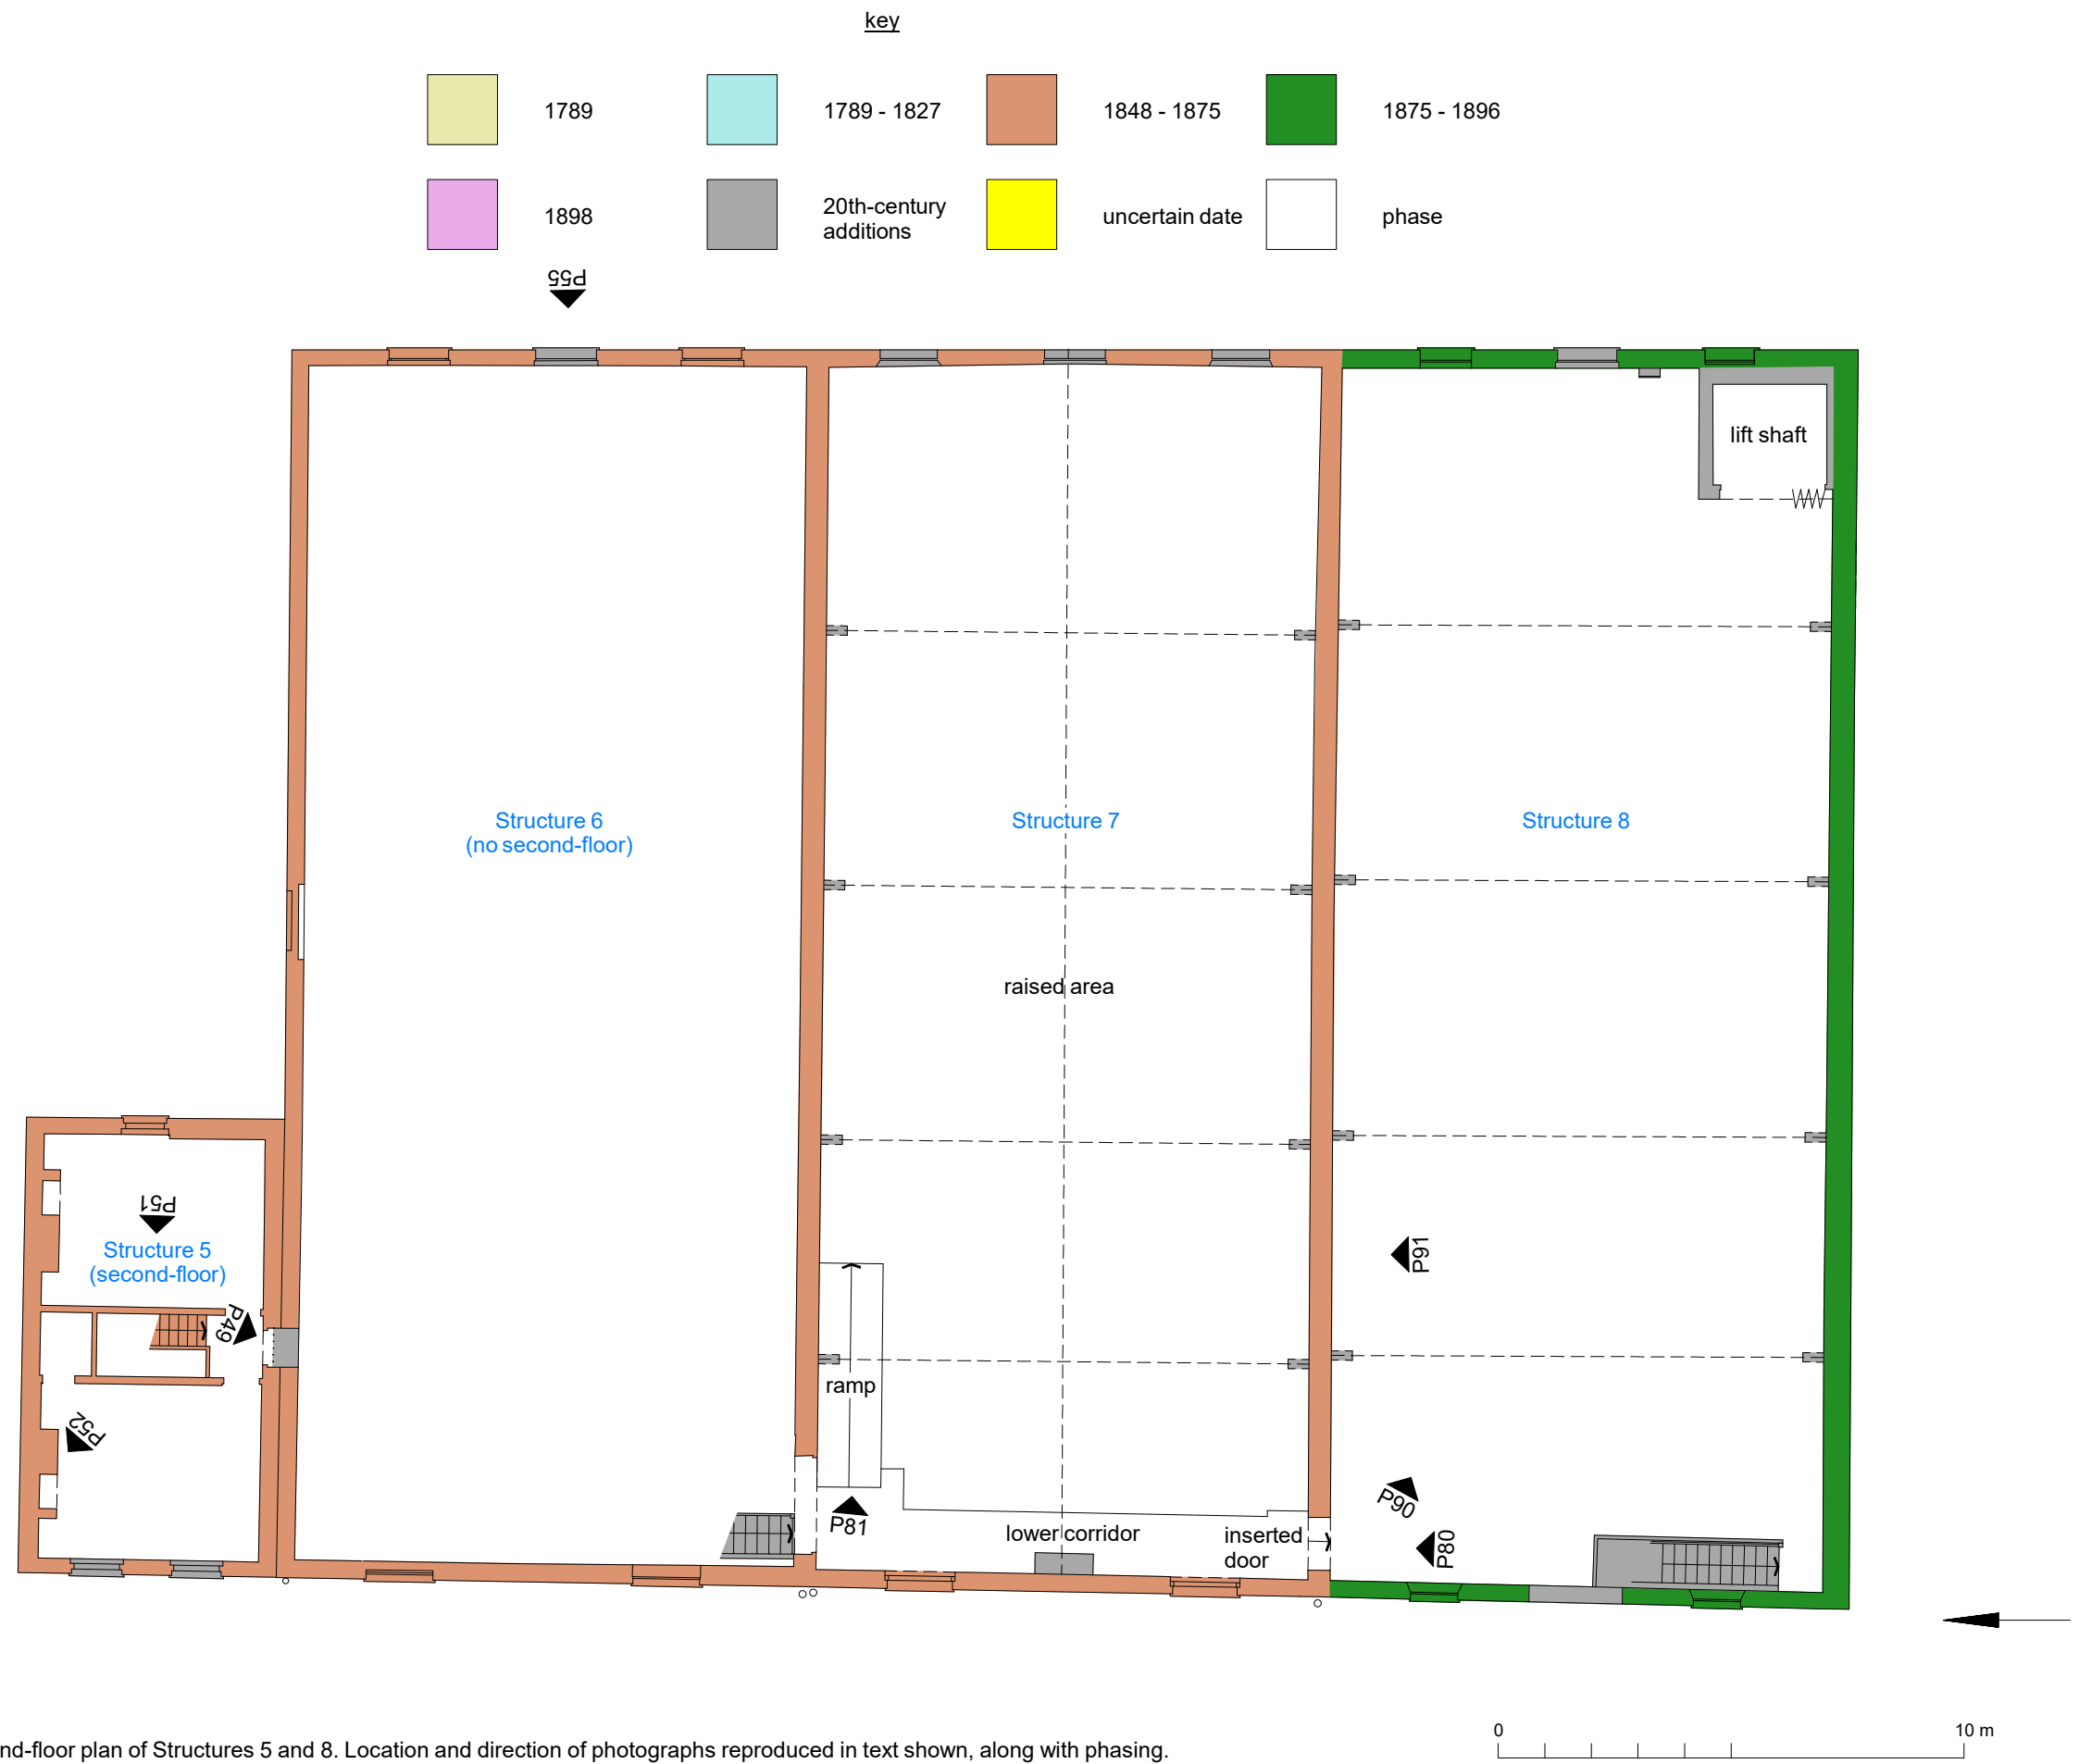 key
1789
1789 - 1827
1848 - 1875
1875 - 1896
1898
20th-century
additions
uncertain date
phase
P55
lift shaft
Structure 6
(no second-floor)
Structure 7
Structure 8
raised area
P51
Structure 5
(second-floor)
P91
P49
ramp
P52
P90
P81
lower corridor
inserted
door
P80
0
10 m
nd-floor plan of Structures 5 and 8. Location and direction of photographs reproduced in text shown, along with phasing.